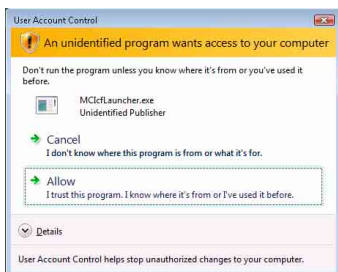 User Account Control
An unidentified program wants access to your computer
Don't run the program unless you know where it's from or you've used it
before.
MCIcfLauncher.exe
Unidentified Publisher
Cancel
I don't know where this program is from or what it's for.
Allow
I trust this program. I know where it's from or I've used it before.
Details
User Account Control helps stop unauthorized changes to your computer.